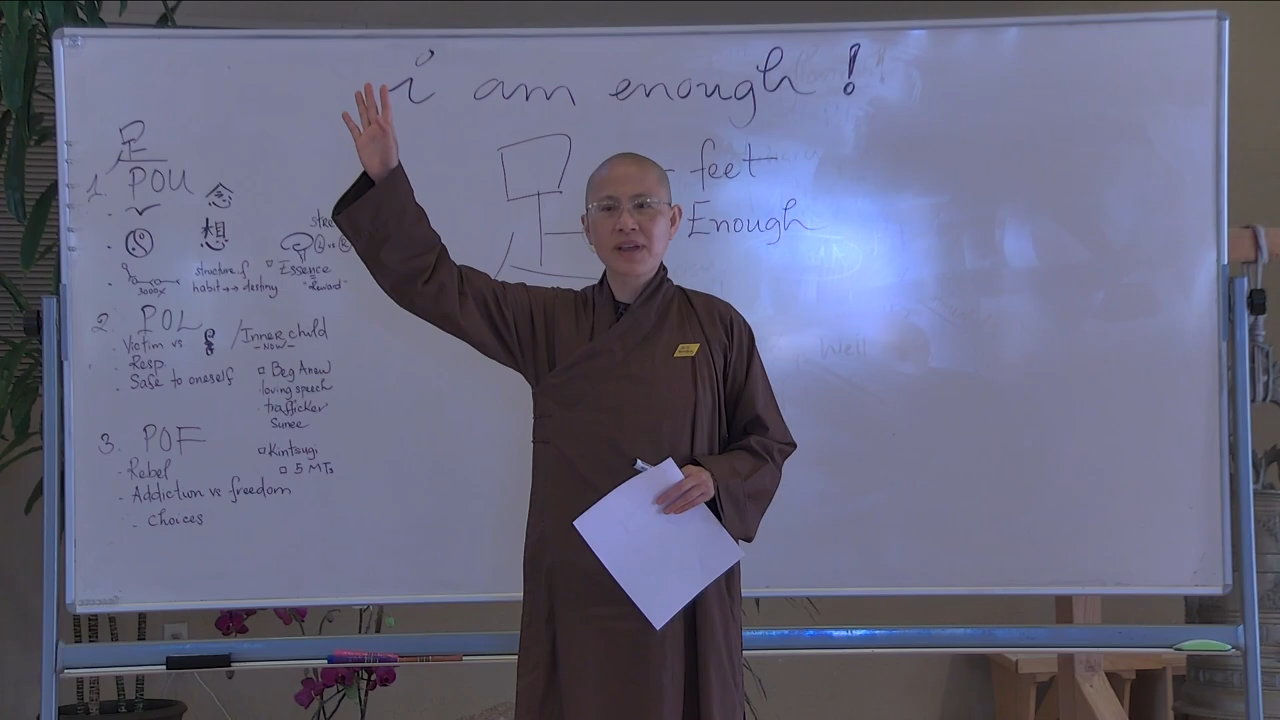 i am enough!
足
- feet
Enough
足
1. POU 念
想
structure of
habit → destiny
Essence
"Reward"
3000x
2. POL
Victim vs
Resp
Safe to oneself
/Inner child
- NOW -
Beg Anew
loving speech
trafficker
Sunee
3. POF
- Rebel
- Addiction vs freedom
- choices
Kintsugi
5 MTs
Well